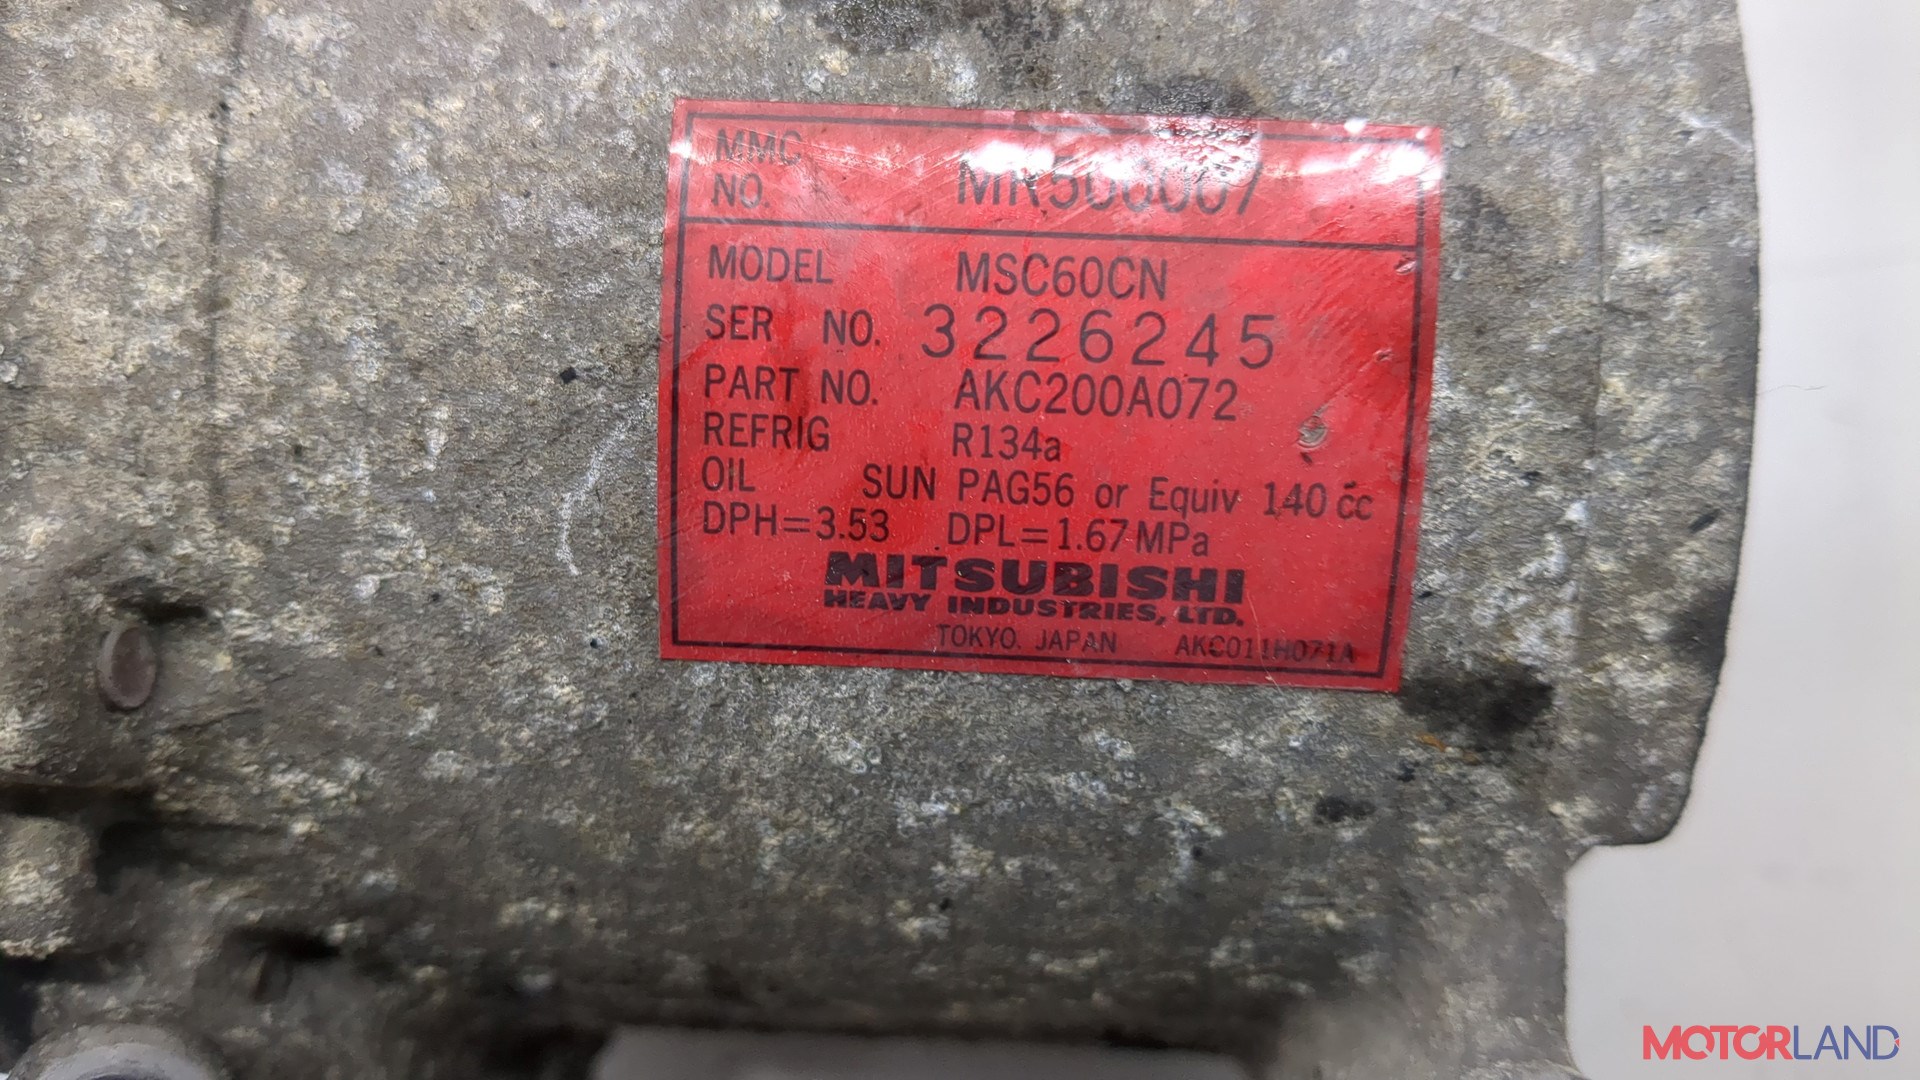 MMC
NO.
MODEL MSC60CN
SER NO. 3226245
PART NO. AKC200A072
REFRIG R134a
OIL SUN PAG56 or Equiv 140 cc
DPH=3.53 DPL=1.67 MPa
MITSUBISHI
HEAVY INDUSTRIES, LTD.
TOKYO. JAPAN AKC011H071A
MOTORLAND